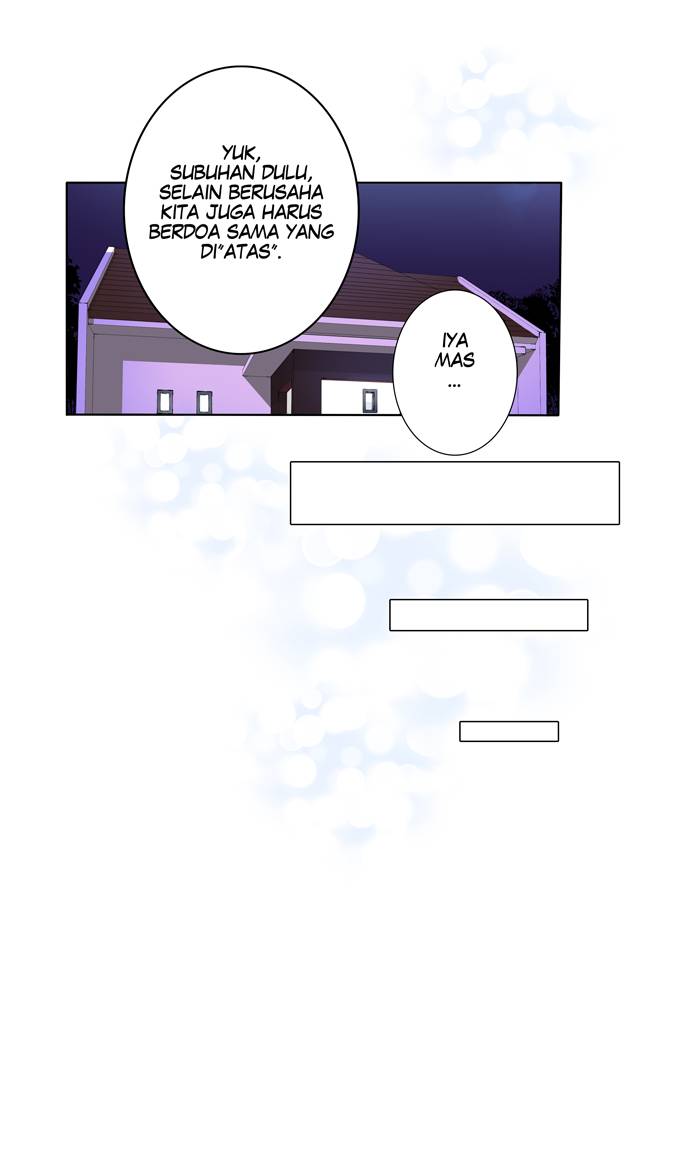 YUK,
SUBUHAN DULU,
SELAIN BERUSAHA
KITA JUGA HARUS
BERDOA SAMA YANG
DI"ATAS".
IYA
MAS
...